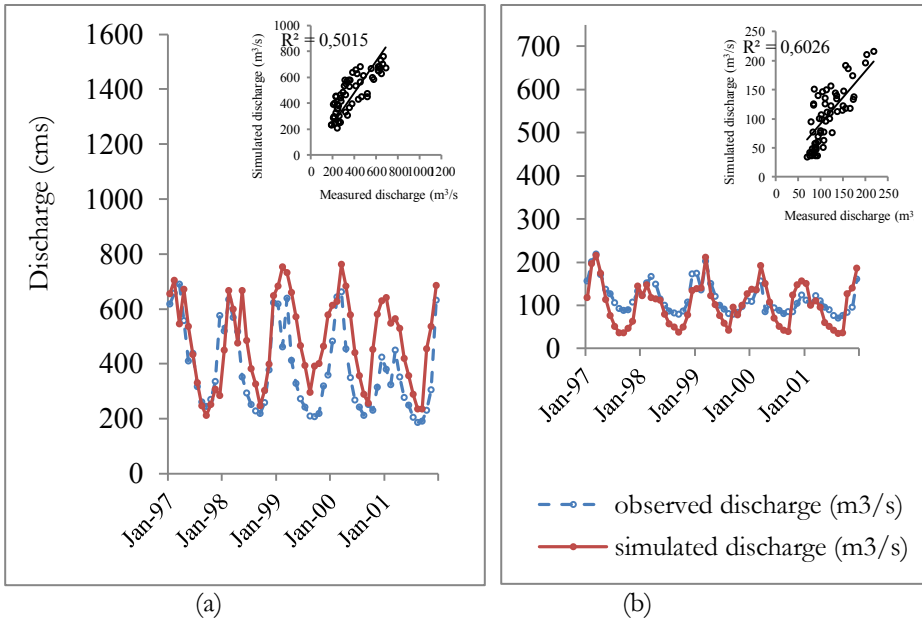 1600
1400
1200
1000
800
600
400
200
0
Discharge (cms)
Jan-97
Jan-98
Jan-99
Jan-00
Jan-01
R² = 0,5015
Simulated discharge (m³/s)
1000
800
600
400
200
0
0 200 400 600 800 1000 1200
Measured discharge (m³/s
(a)
700
600
500
400
300
200
100
0
Jan-97
Jan-98
Jan-99
Jan-00
Jan-01
R² = 0,6026
Simulated discharge (m³/s)
250
200
150
100
50
0
0 50 100 150 200 250
Measured discharge (m³
observed discharge (m3/s)
simulated discharge (m3/s)
(b)